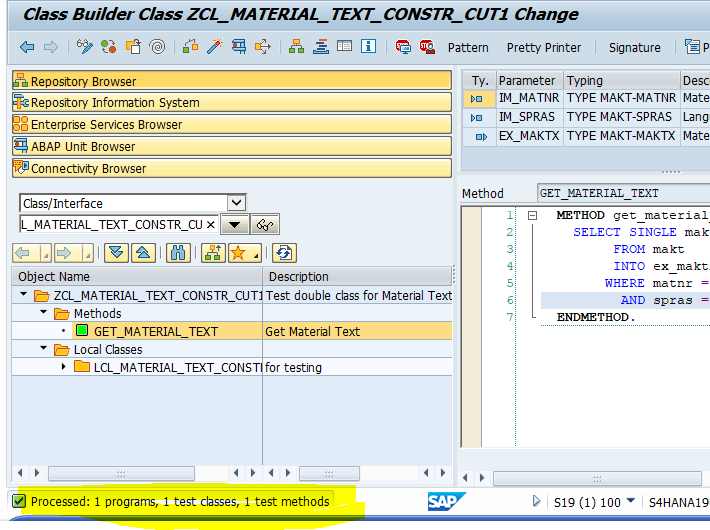 Class Builder Class ZCL_MATERIAL_TEXT_CONSTR_CUT1 Change
Pattern Pretty Printer Signature P
Repository Browser
Repository Information System
Enterprise Services Browser
ABAP Unit Browser
Connectivity Browser
Class/Interface
L_MATERIAL_TEXT_CONSTR_CU
Object Name Description
ZCL_MATERIAL_TEXT_CONSTR_CUT1 Test double class for Material Text
Methods
GET_MATERIAL_TEXT Get Material Text
Local Classes
LCL_MATERIAL_TEXT_CONSTI for testing
Ty. Parameter Typing Desc
IM_MATNR TYPE MAKT-MATNR Mate
IM_SPRAS TYPE MAKT-SPRAS Lang
EX_MAKTX TYPE MAKT-MAKTX Mate
Method GET_MATERIAL_TEXT
1 METHOD get_material_
2 SELECT SINGLE mak
3 FROM makt
4 INTO ex_makt
5 WHERE matnr =
6 AND spras =
7 ENDMETHOD.
Processed: 1 programs, 1 test classes, 1 test methods
SAP
S19 (1) 100 S4HANA19